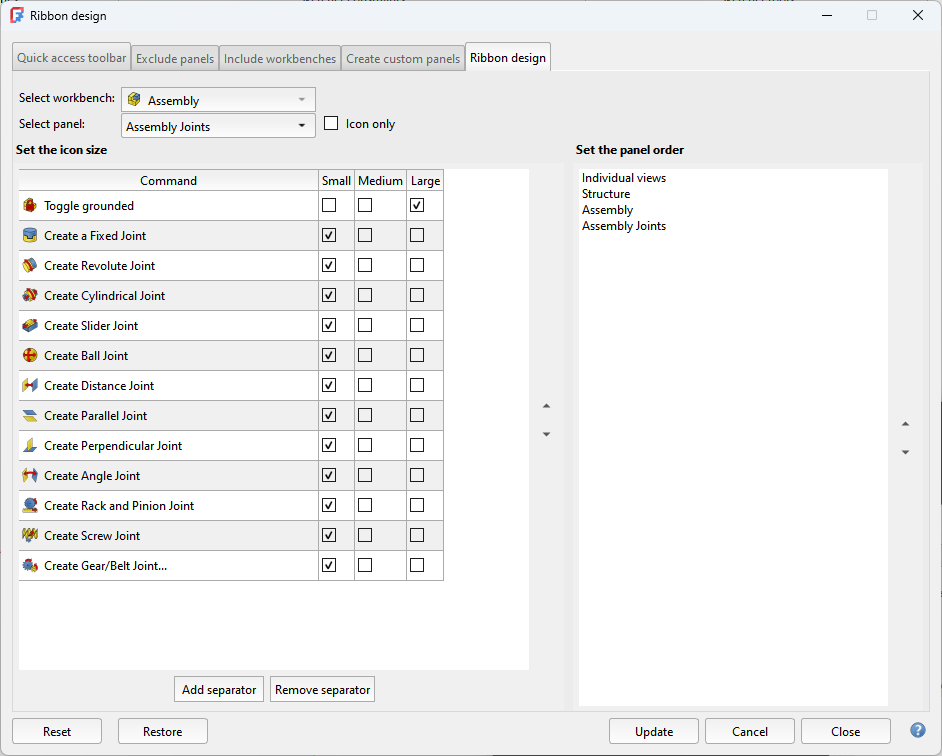 Ribbon design
Quick access toolbar Exclude panels Include workbenches Create custom panels Ribbon design
Select workbench: Assembly
Select panel: Assembly Joints Icon only
Set the icon size
Command Small Medium Large
Toggle grounded
Create a Fixed Joint
Create Revolute Joint
Create Cylindrical Joint
Create Slider Joint
Create Ball Joint
Create Distance Joint
Create Parallel Joint
Create Perpendicular Joint
Create Angle Joint
Create Rack and Pinion Joint
Create Screw Joint
Create Gear/Belt Joint...
Add separator Remove separator
Set the panel order
Individual views
Structure
Assembly
Assembly Joints
Reset Restore Update Cancel Close ?